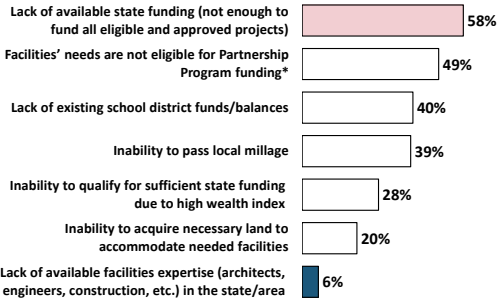 Lack of available state funding (not enough to
fund all eligible and approved projects)
58%
Facilities' needs are not eligible for Partnership
Program funding*
49%
Lack of existing school district funds/balances
40%
Inability to pass local millage
39%
Inability to qualify for sufficient state funding
due to high wealth index
28%
Inability to acquire necessary land to
accommodate needed facilities
20%
Lack of available facilities expertise (architects,
engineers, construction, etc.) in the state/area
6%